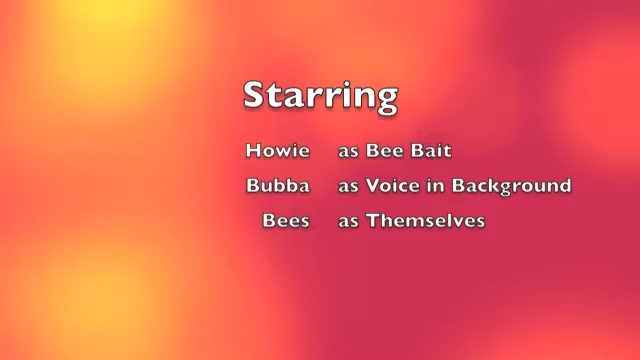 Starring
Howie as Bee Bait
Bubba as Voice in Background
Bees as Themselves